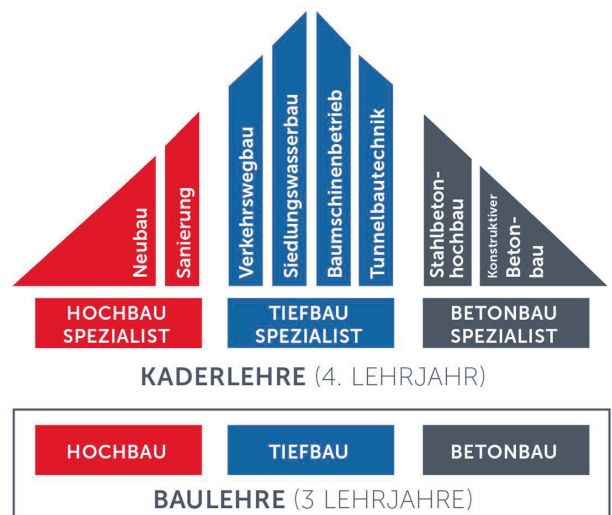 Neubau
Sanierung
Verkehrswegbau
Siedlungswasserbau
Baumschinenbetrieb
Tunnelbautechnik
Stahlbeton-
hochbau
Konstruktiver
Beton-
bau
HOCHBAU
SPEZIALIST
TIEFBAU
SPEZIALIST
BETONBAU
SPEZIALIST
KADERLEHRE (4. LEHRJAHR)
HOCHBAU
TIEFBAU
BETONBAU
BAULEHRE (3 LEHRJAHRE)